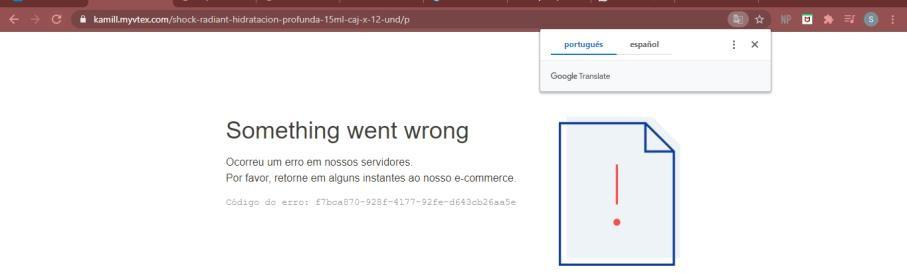 kamill.myvtex.com/shock-radiant-hidratacion-profunda-15ml-caj-x-12-und/p
NP
S
portugués español
Google Translate
Something went wrong
Ocorreu um erro em nossos servidores.
Por favor, retorne em alguns instantes ao nosso e-commerce.
Código do erro: f7bca870-928f-4177-92fe-d643cb26aa5e